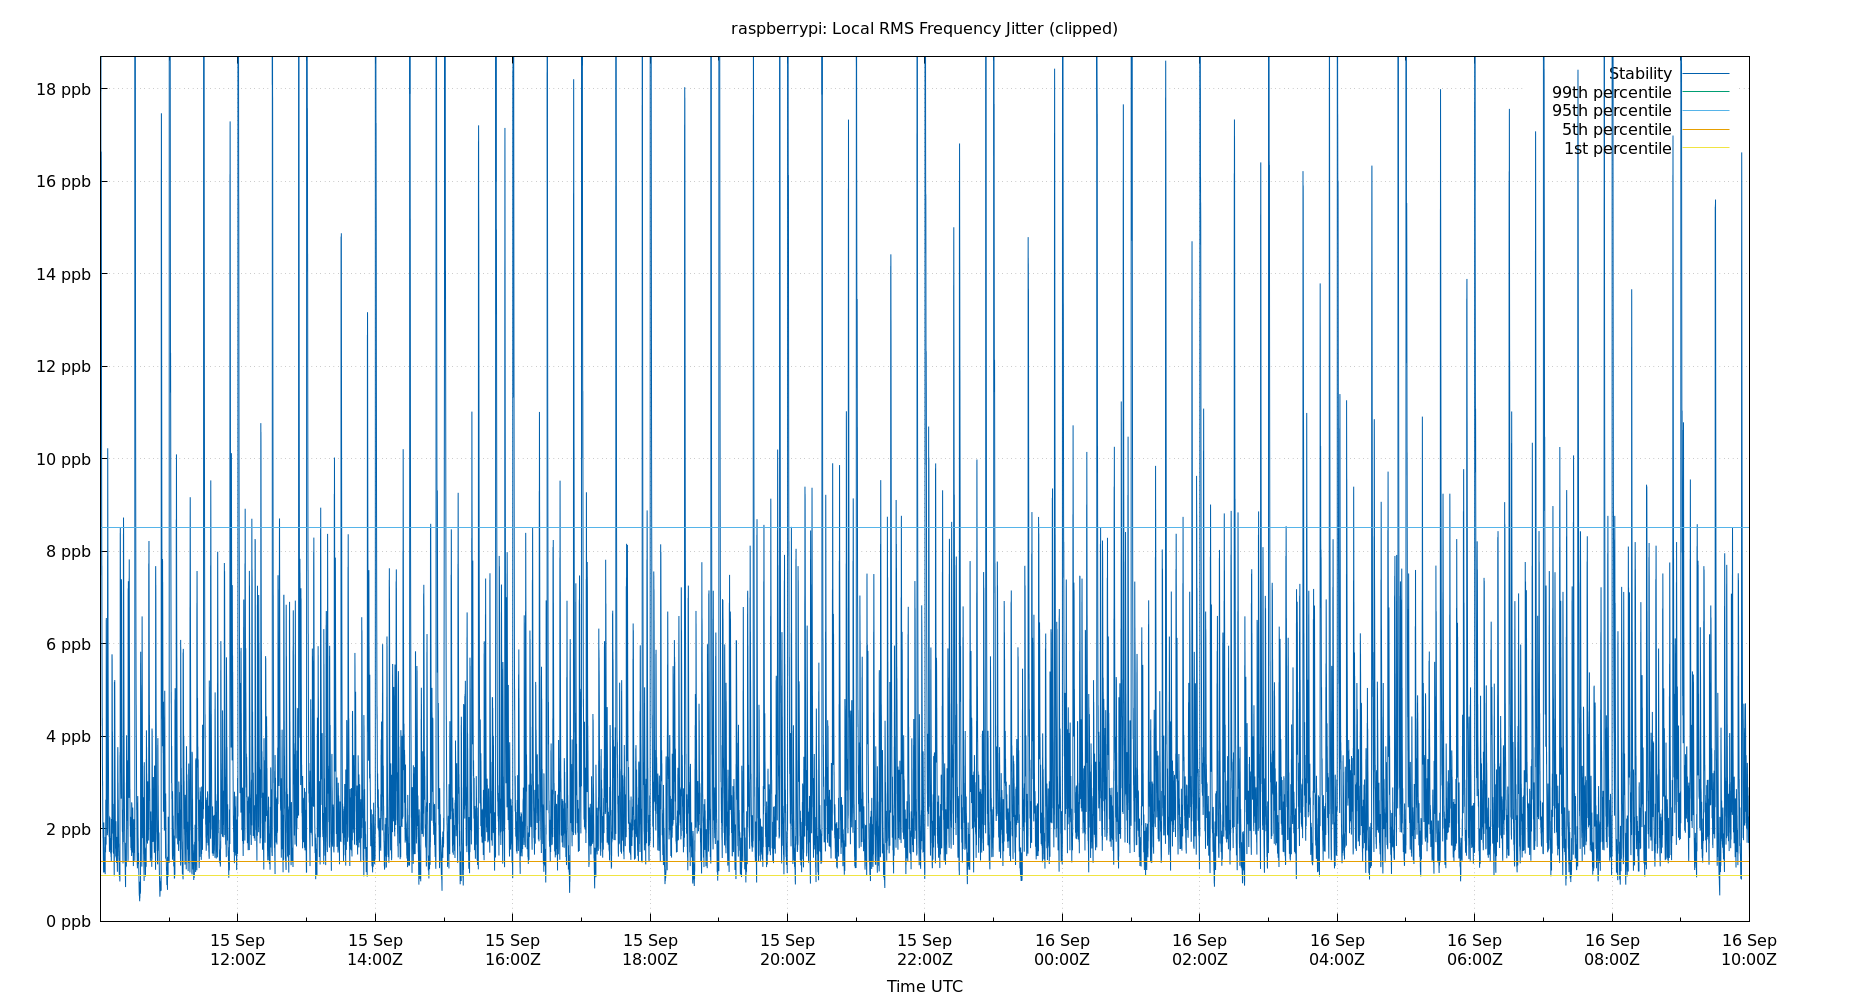 raspberrypi: Local RMS Frequency Jitter (clipped)
Stability
99th percentile
95th percentile
5th percentile
1st percentile
18 ppb
16 ppb
14 ppb
12 ppb
10 ppb
8 ppb
6 ppb
4 ppb
2 ppb
0 ppb
15 Sep 15 Sep 15 Sep 15 Sep 15 Sep 15 Sep 16 Sep 16 Sep 16 Sep 16 Sep 16 Sep 16 Sep
12:00Z 14:00Z 16:00Z 18:00Z 20:00Z 22:00Z 00:00Z 02:00Z 04:00Z 06:00Z 08:00Z 10:00Z
Time UTC